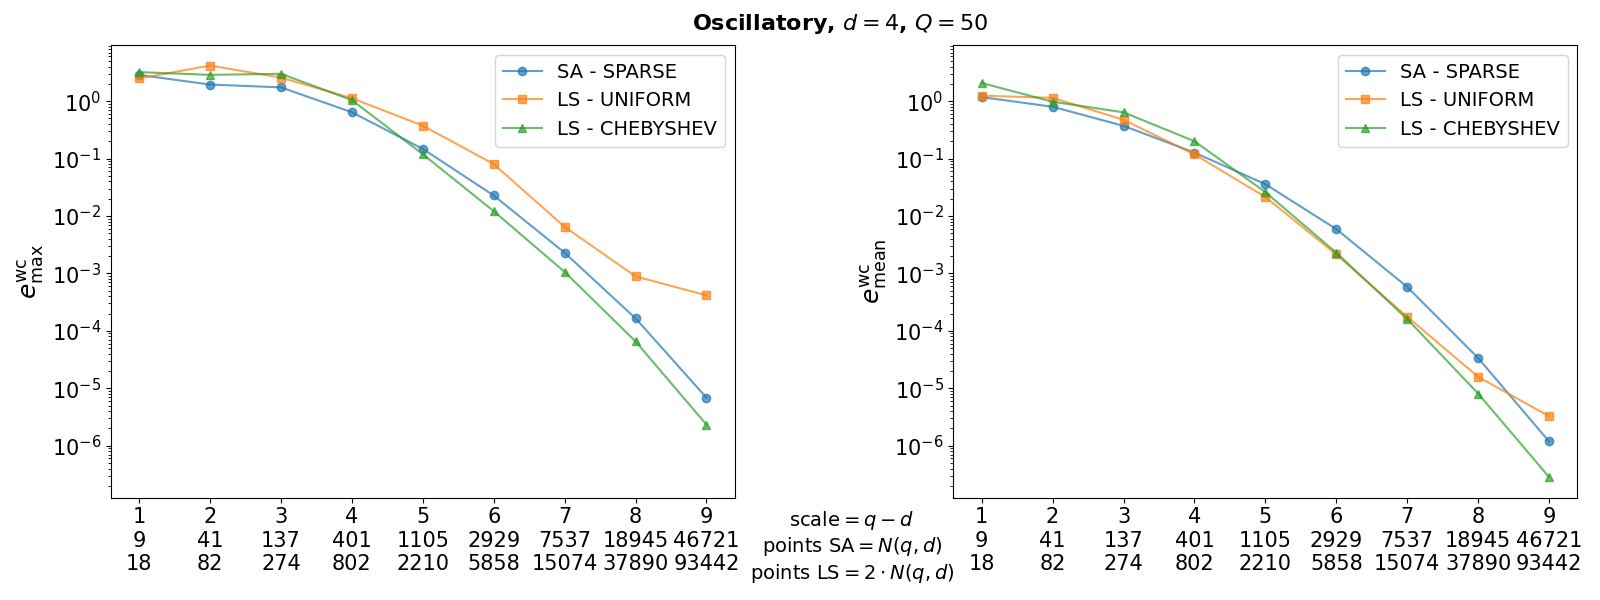 Oscillatory, d = 4, Q = 50
e^wc_max
10^0
10^-1
10^-2
10^-3
10^-4
10^-5
10^-6
SA - SPARSE
LS - UNIFORM
LS - CHEBYSHEV
1 2 3 4 5 6 7 8 9
9 41 137 401 1105 2929 7537 18945 46721
18 82 274 802 2210 5858 15074 37890 93442
scale = q − d
points SA = N(q, d)
points LS = 2 · N(q, d)
e^wc_mean
10^0
10^-1
10^-2
10^-3
10^-4
10^-5
10^-6
SA - SPARSE
LS - UNIFORM
LS - CHEBYSHEV
1 2 3 4 5 6 7 8 9
9 41 137 401 1105 2929 7537 18945 46721
18 82 274 802 2210 5858 15074 37890 93442